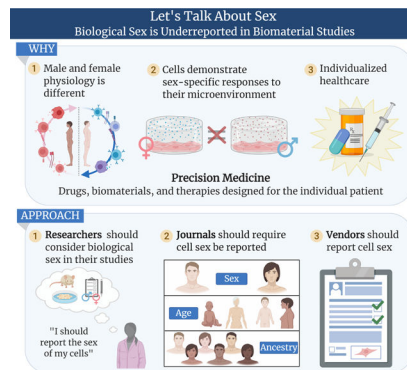 Let's Talk About Sex
Biological Sex is Underreported in Biomaterial Studies
WHY
1 Male and female
physiology is
different
2 Cells demonstrate
sex-specific responses to
their microenvironment
3 Individualized
healthcare
Precision Medicine
Drugs, biomaterials, and therapies designed for the individual patient
APPROACH
1 Researchers should
consider biological
sex in their studies
"I should
report the sex
of my cells"
2 Journals should require
cell sex be reported
Sex
Age
Ancestry
3 Vendors should
report cell sex